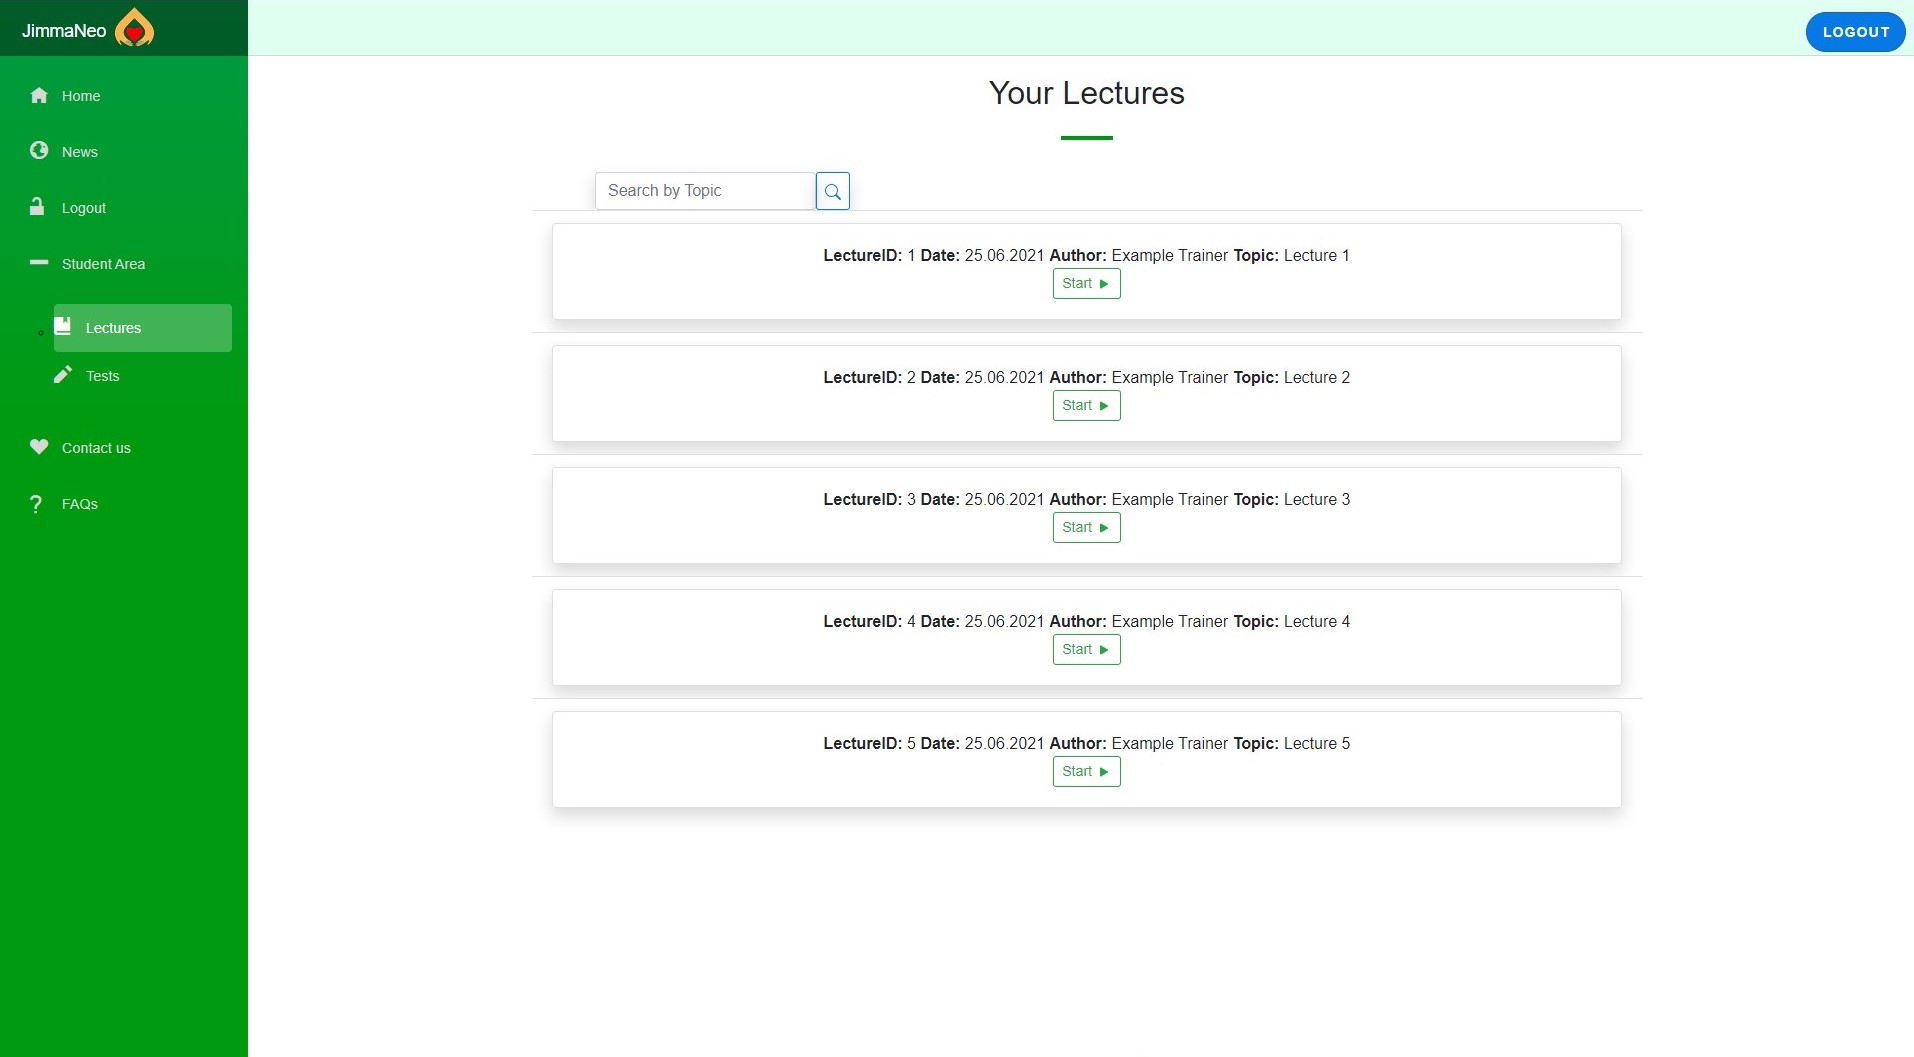 JimmaNeo
LOGOUT
Home
News
Logout
Student Area
Lectures
Tests
Contact us
FAQs
Your Lectures
Search by Topic
LectureID: 1 Date: 25.06.2021 Author: Example Trainer Topic: Lecture 1
Start
LectureID: 2 Date: 25.06.2021 Author: Example Trainer Topic: Lecture 2
Start
LectureID: 3 Date: 25.06.2021 Author: Example Trainer Topic: Lecture 3
Start
LectureID: 4 Date: 25.06.2021 Author: Example Trainer Topic: Lecture 4
Start
LectureID: 5 Date: 25.06.2021 Author: Example Trainer Topic: Lecture 5
Start